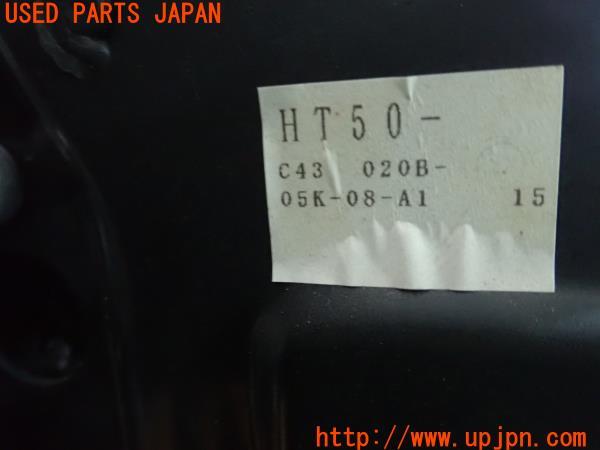 USED PARTS JAPAN
HT50-
C43 020B-
05K-08-A1 15
http://www.upjpn.com